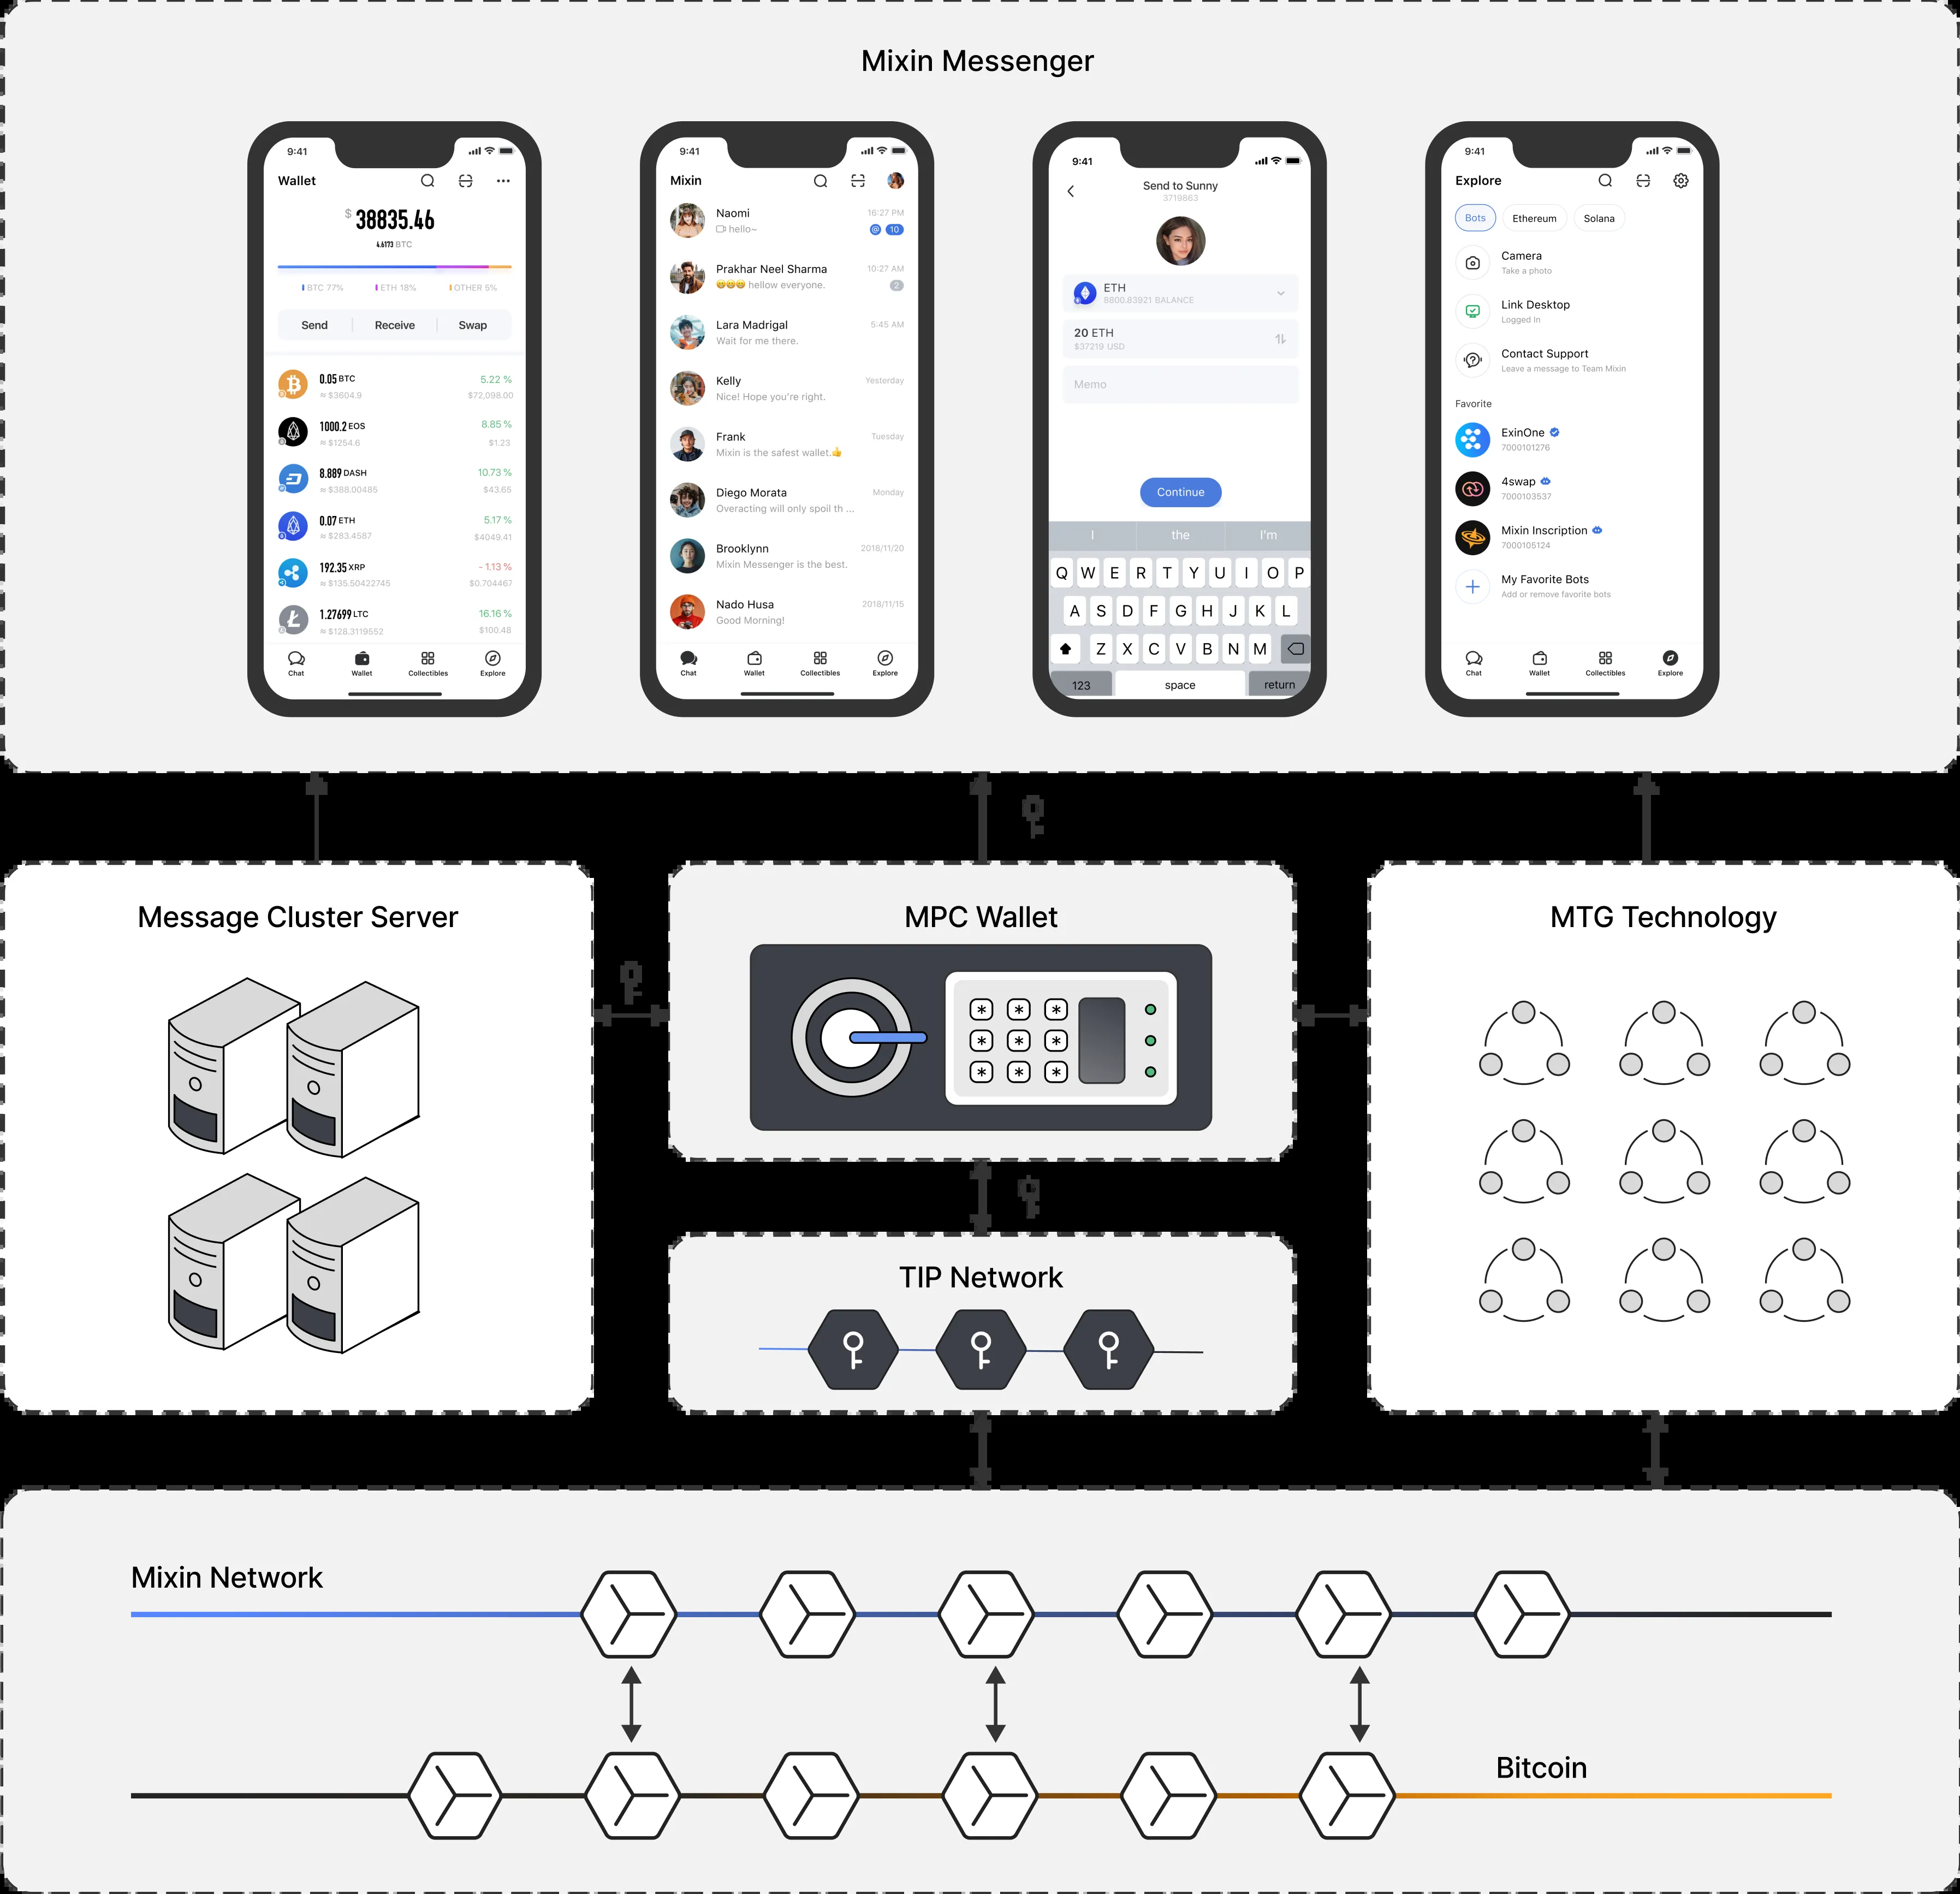 Mixin Messenger
9:41
Wallet
$ 38835.46
4.6173 BTC
BTC 77% ETH 18% OTHER 5%
Send Receive Swap
0.05 BTC 5.22 %
≈ $3604.9 $72,098.00
1000.2 EOS 8.85 %
≈ $1254.6 $1.23
8.889 DASH 10.73 %
≈ $388.00485 $43.65
0.07 ETH 5.17 %
≈ $283.4587 $4049.41
192.35 XRP - 1.13 %
≈ $135.50422745 $0.704467
1.27699 LTC 16.16 %
≈ $128.3119552 $100.48
Chat Wallet Collectibles Explore
9:41
Mixin
Naomi 16:27 PM
hello~ @ 10
Prakhar Neel Sharma 10:27 AM
😄😄😄 hellow everyone. 2
Lara Madrigal 5:45 AM
Wait for me there.
Kelly Yesterday
Nice! Hope you're right.
Frank Tuesday
Mixin is the safest wallet.👍
Diego Morata Monday
Overacting will only spoil th ...
Brooklynn 2018/11/20
Mixin Messenger is the best.
Nado Husa 2018/11/15
Good Morning!
Chat Wallet Collectibles Explore
9:41
Send to Sunny
3719863
ETH
8800.83921 BALANCE
20 ETH
$37219 USD
Memo
Continue
I the I'm
Q W E R T Y U I O P
A S D F G H J K L
Z X C V B N M
123 space return
9:41
Explore
Bots Ethereum Solana
Camera
Take a photo
Link Desktop
Logged in
Contact Support
Leave a message to Team Mixin
Favorite
ExinOne
7000101276
4swap
7000103537
Mixin Inscription
7000105124
My Favorite Bots
Add or remove favorite bots
Chat Wallet Collectibles Explore
Message Cluster Server
MPC Wallet
* * *
* * *
* * *
MTG Technology
TIP Network
Mixin Network
Bitcoin